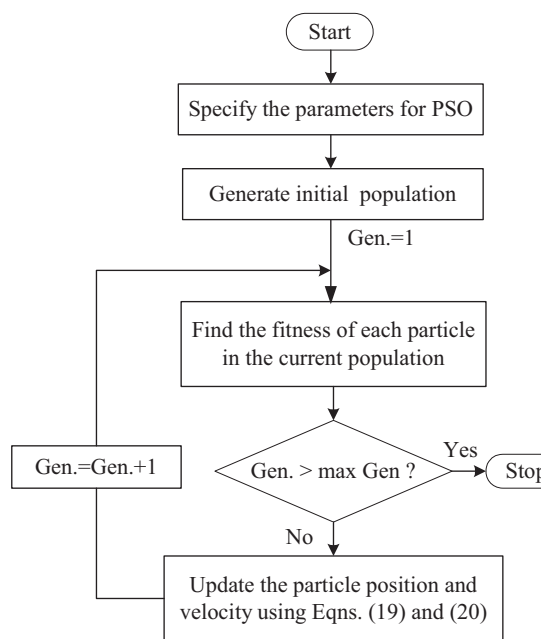 Start
Specify the parameters for PSO
Generate initial population
Gen.=1
Find the fitness of each particle
in the current population
Gen.=Gen.+1
Gen. > max Gen ?
Yes
Stop
No
Update the particle position and
velocity using Eqns. (19) and (20)